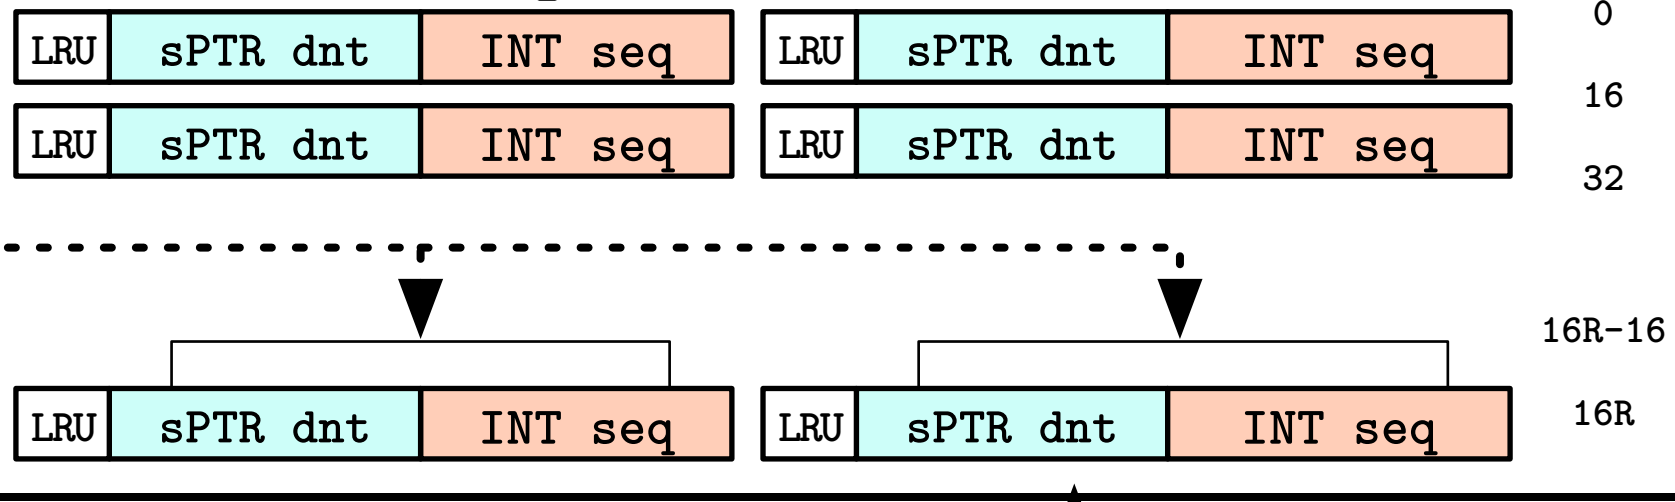 0
LRU sPTR dnt INT seq LRU sPTR dnt INT seq
16
LRU sPTR dnt INT seq LRU sPTR dnt INT seq
32
16R-16
LRU sPTR dnt INT seq LRU sPTR dnt INT seq
16R